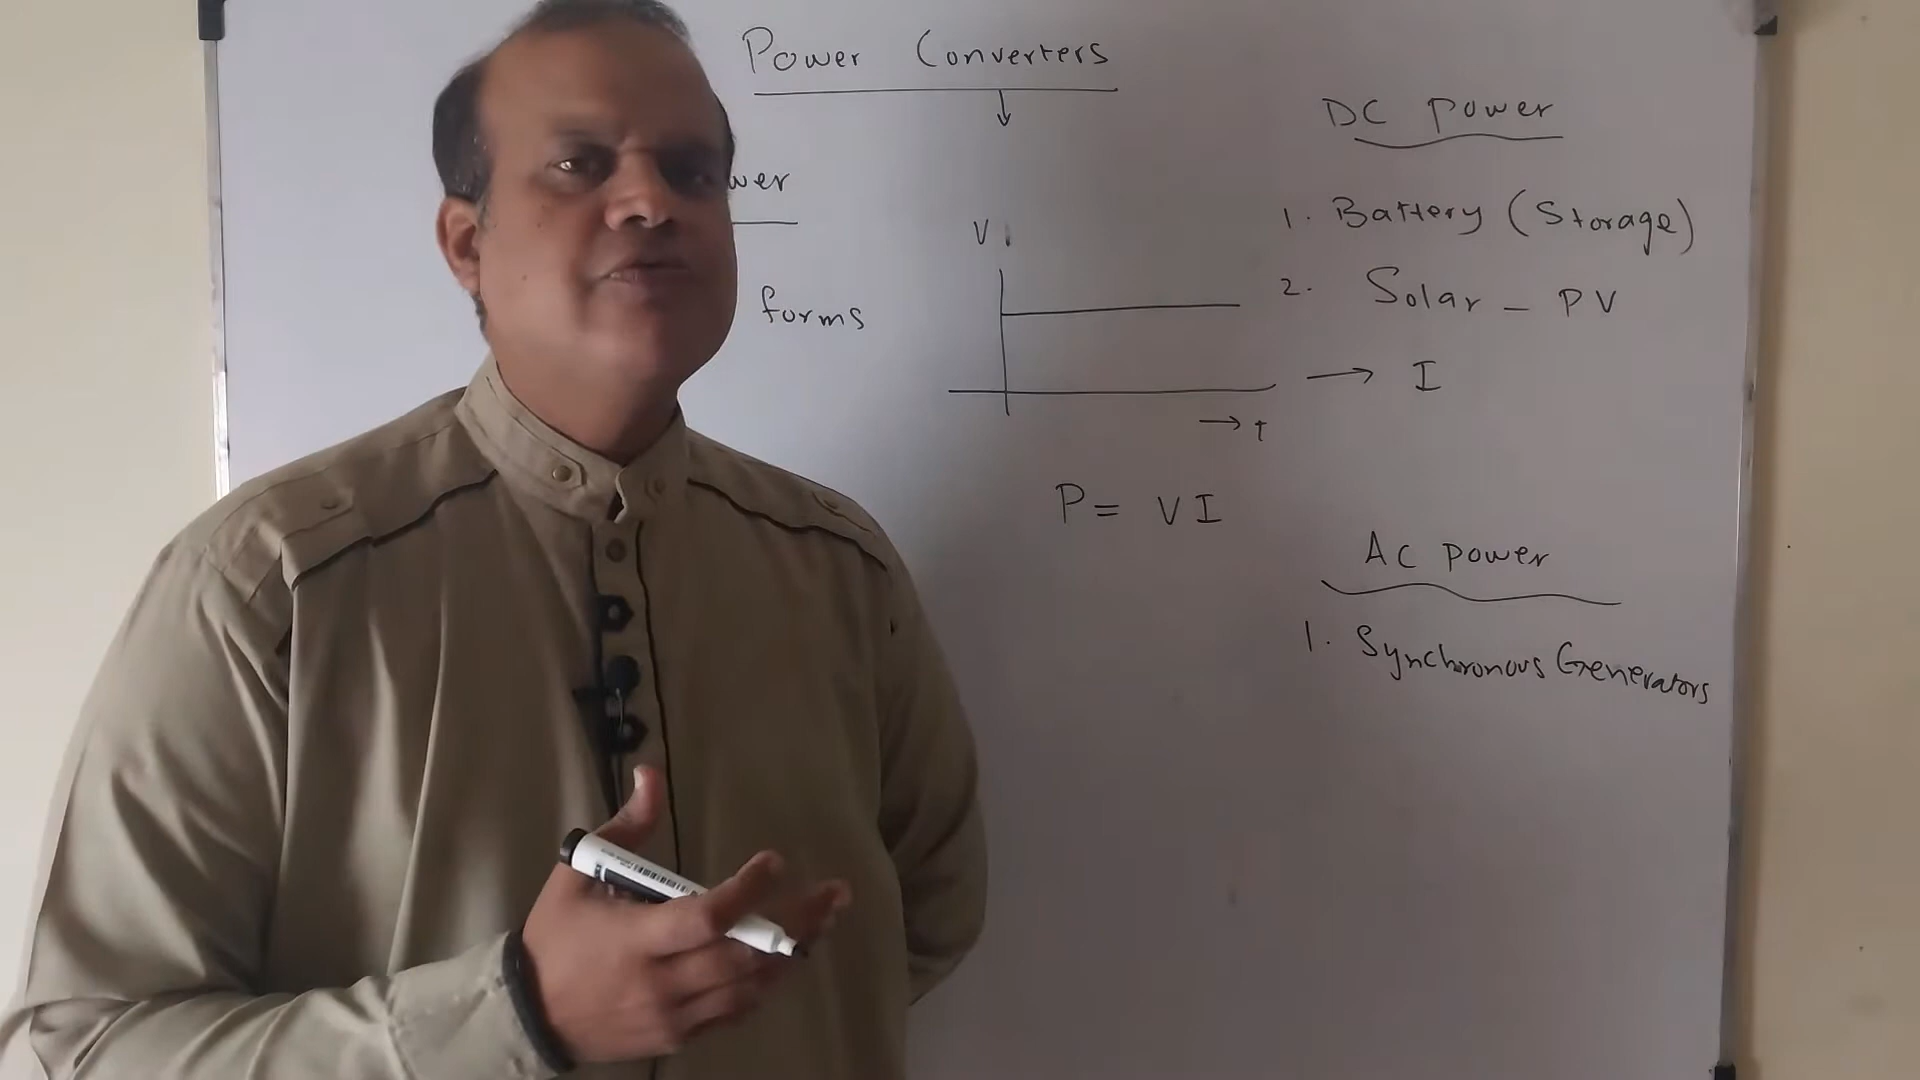 Power Converters
DC Power
wer
1. Battery (Storage)
V
forms
2. Solar - PV
→ I
→ t
P = VI
AC power
1. Synchronous Generators